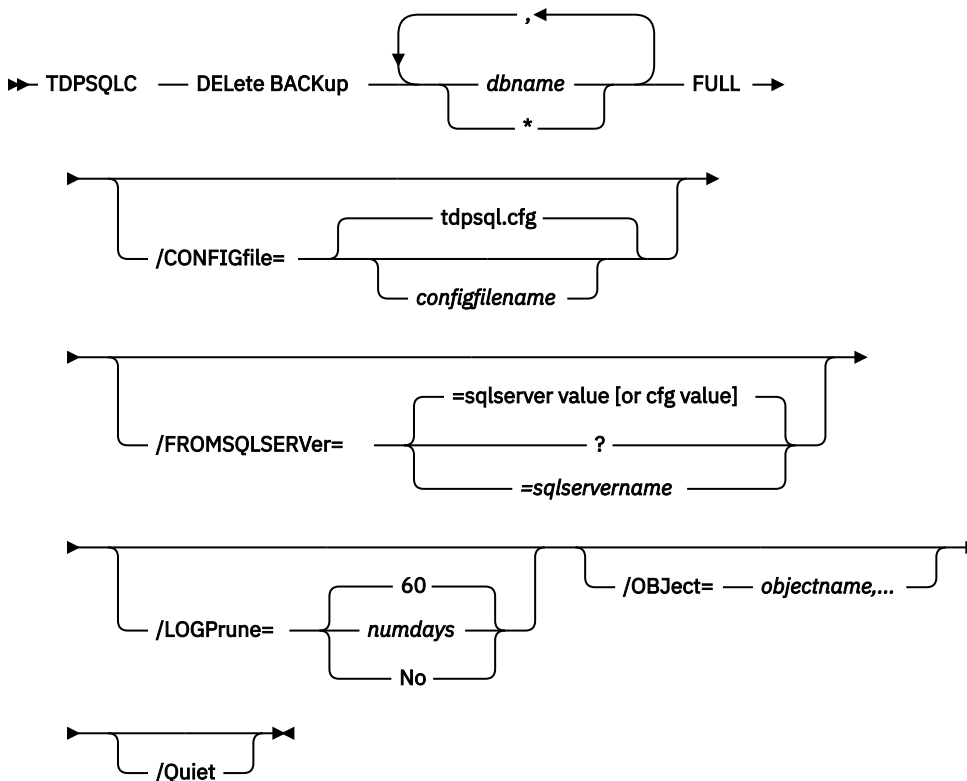 ,
TDPSQLC DELete BACKup dbname FULL
*
tdpsql.cfg
/CONFIGfile=
configfilename
=sqlserver value [or cfg value]
/FROMSQLSERVer= ?
=sqlservername
60
/OBJect= objectname,...
/LOGPrune= numdays
No
/Quiet